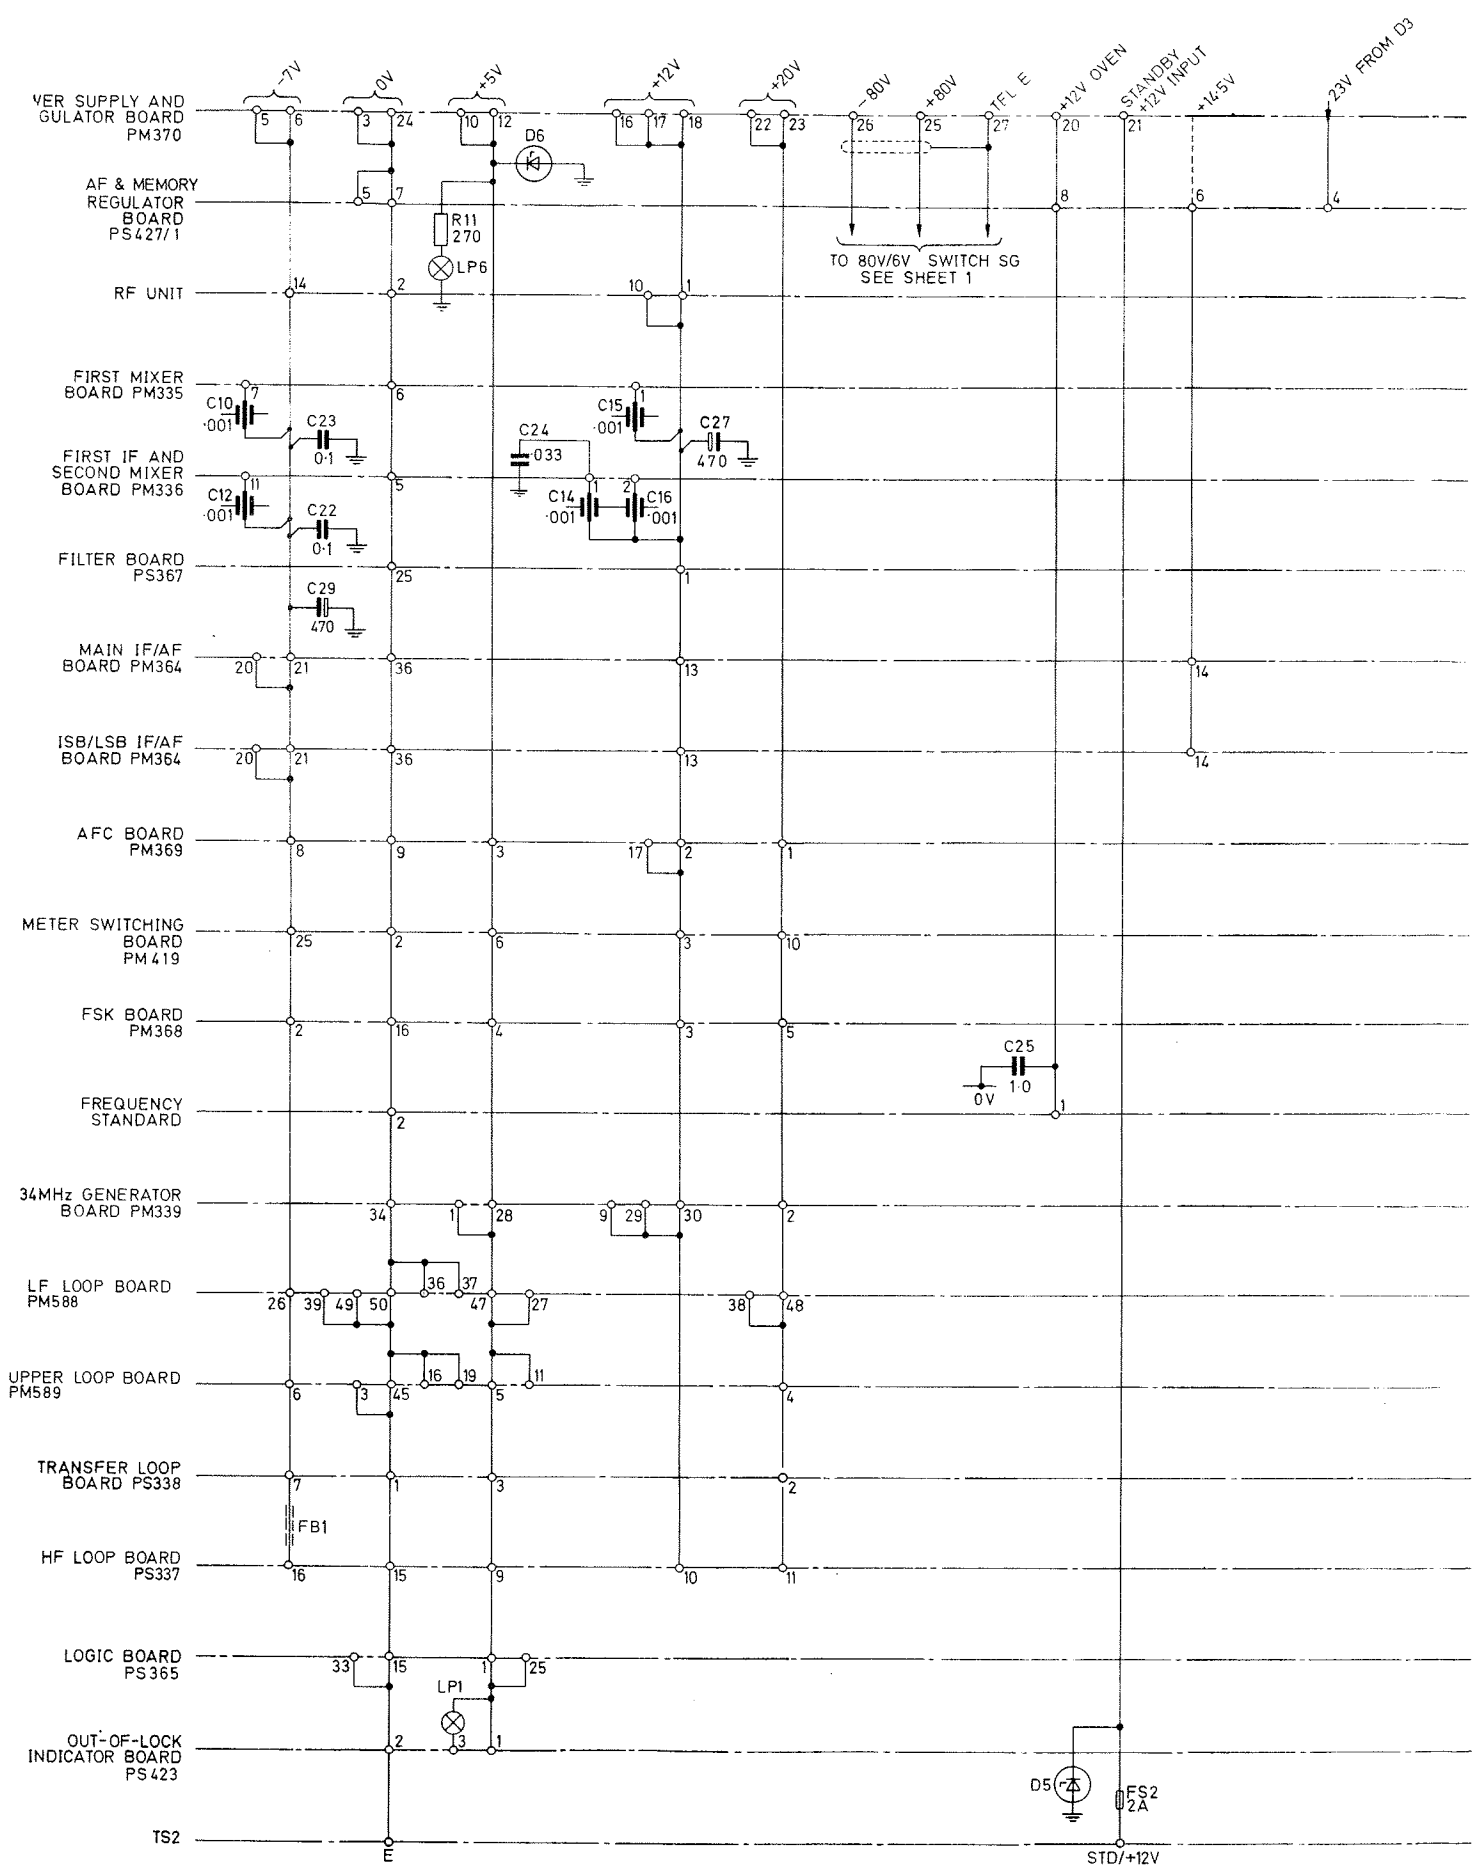 -7V
0V
+5V
+12V
+20V
-80V
+80V
TFL E
+12V OVEN
STANDBY
+12V INPUT
+14·5V
23V FROM D3
VER SUPPLY AND
GULATOR BOARD
PM370
5 6 3 24 10 12 16 17 18 22 23 26 25 27 20 21
D6
AF & MEMORY
REGULATOR
BOARD
PS427/1
5 7 8 6 4
R11
270
LP6
TO 80V/6V SWITCH SG
SEE SHEET 1
RF UNIT
14 2 10 1
FIRST MIXER
BOARD PM335
7 6 1
C10
·001
C23
0·1
C15
·001
C27
470
C24
·033
FIRST IF AND
SECOND MIXER
BOARD PM336
11 5 1 2
C12
·001
C22
0·1
C14
·001
C16
·001
FILTER BOARD
PS367
25 1
C29
470
MAIN IF/AF
BOARD PM364
20 21 36 13 14
ISB/LSB IF/AF
BOARD PM364
20 21 36 13 14
AFC BOARD
PM369
8 9 3 17 2 1
METER SWITCHING
BOARD
PM419
25 2 6 3 10
FSK BOARD
PM368
2 16 4 3 5
C25
1·0
0V
FREQUENCY
STANDARD
2 1
34MHz GENERATOR
BOARD PM339
34 1 28 9 29 30 2
LF LOOP BOARD
PM588
26 39 49 50 36 37 47 27 38 48
UPPER LOOP BOARD
PM589
6 3 45 16 19 5 11 4
TRANSFER LOOP
BOARD PS338
7 1 3 2
FB1
HF LOOP BOARD
PS337
16 15 9 10 11
LOGIC BOARD
PS365
33 15 1 25
LP1
OUT-OF-LOCK
INDICATOR BOARD
PS423
2 3 1
D5
FS2
2A
TS2
E
STD/+12V